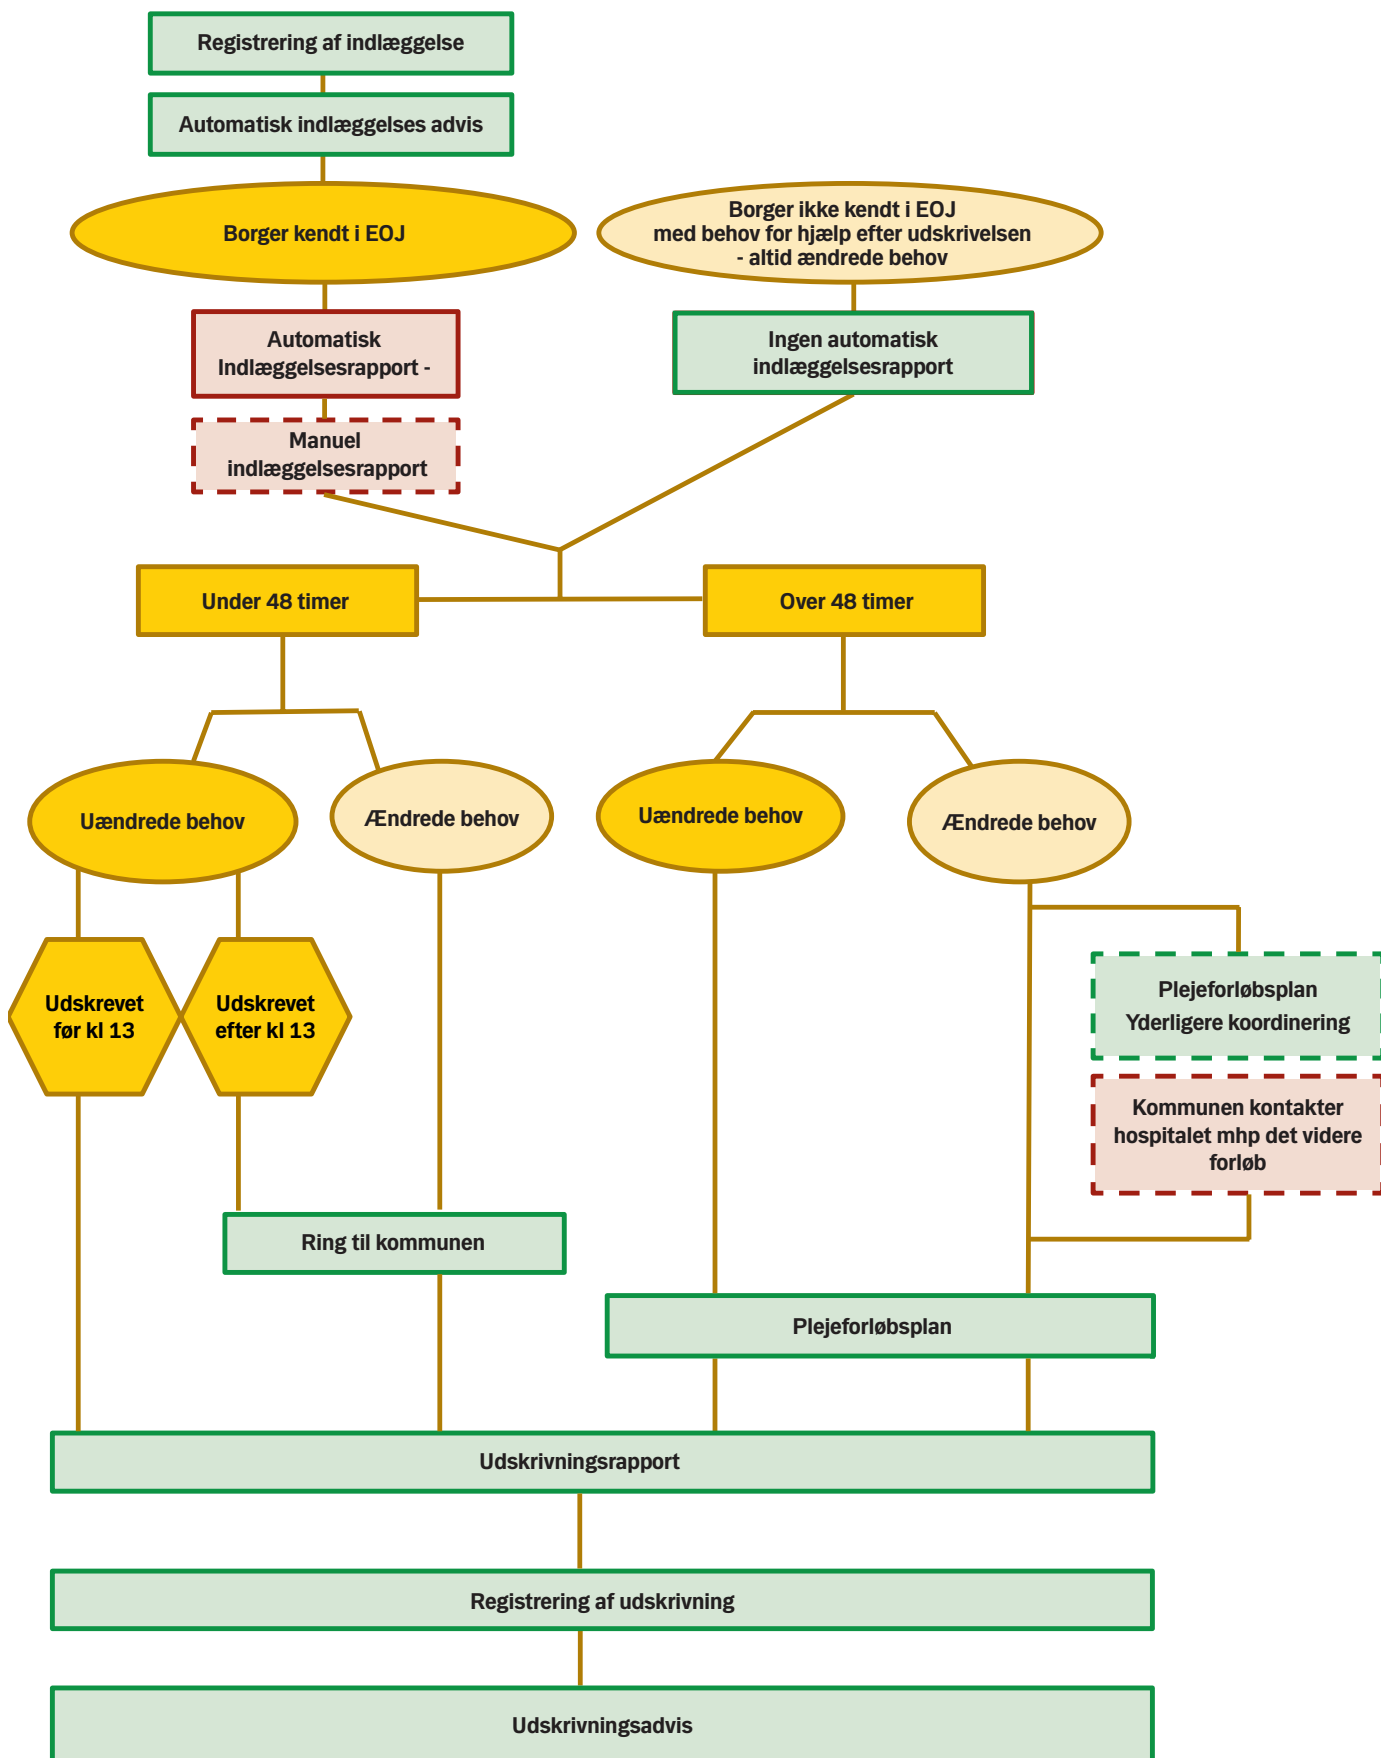 Registrering af indlæggelse
Automatisk indlæggelses advis
Borger kendt i EOJ
Borger ikke kendt i EOJ
med behov for hjælp efter udskrivelsen
- altid ændrede behov
Automatisk
Indlæggelsesrapport -
Ingen automatisk
indlæggelsesrapport
Manuel
indlæggelsesrapport
Under 48 timer
Over 48 timer
Uændrede behov
Ændrede behov
Uændrede behov
Ændrede behov
Udskrevet
før kl 13
Udskrevet
efter kl 13
Plejeforløbsplan
Yderligere koordinering
Kommunen kontakter
hospitalet mhp det videre
forløb
Ring til kommunen
Plejeforløbsplan
Udskrivningsrapport
Registrering af udskrivning
Udskrivningsadvis